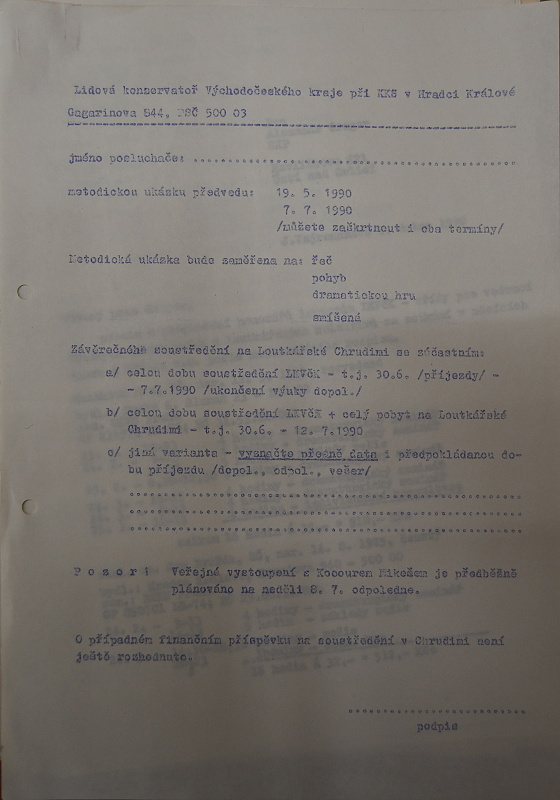 Lidová konzervatoř Východočeského kraje při KKS v Hradci Králové
Gagarinova 544, PSČ 500 03
jméno posluchače: ........................................
metodickou ukázku předvedu: 19. 5. 1990
7. 7. 1990
/můžete zaškrtnout i oba termíny/
Metodická ukázka bude zaměřena na: řeč
pohyb
dramatickou hru
smíšená
Závěrečného soustředění na Loutkářské Chrudimi se zúčastním:
a/ celou dobu soustředění LKVčK - t.j. 30.6. /příjezdy/ -
- 7.7.1990 /ukončení výuky dopol./
b/ celou dobu soustředění LKVčK + celý pobyt na Loutkářské
Chrudimi - t.j. 30.6. - 12. 7.1990
c/ jiná varianta - vyznačte přesně data i předpokládanou do-
bu příjezdu /dopol., odpol., večer/
..................................................
..................................................
..................................................
P o z o r ! Veřejné vystoupení s Kocourem Mikešem je předběžně
plánováno na neděli 8. 7. odpoledne.
O případném finančním příspěvku na soustředění v Chrudimi není
ještě rozhodnuto.
.........................
podpis